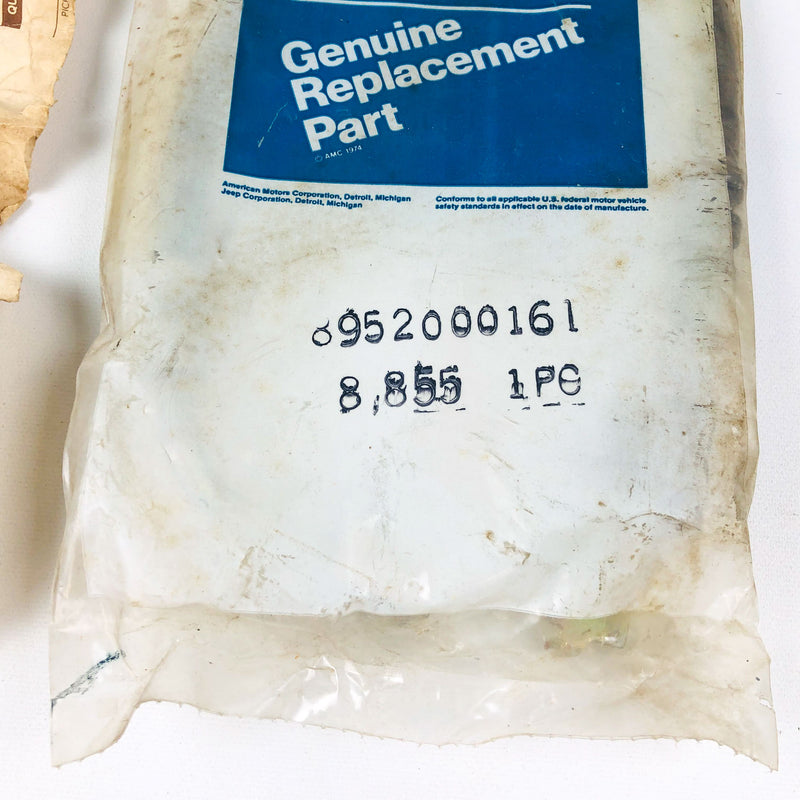 Genuine
Replacement
Part
© AMC 1974
American Motors Corporation, Detroit, Michigan
Jeep Corporation, Detroit, Michigan
Conforms to all applicable U.S. federal motor vehicle
safety standards in effect on the date of manufacture.
8952000161
8,855 1PC